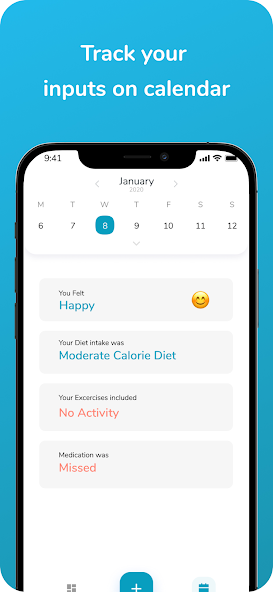 Track your
inputs on calendar
9:41
January
2020
M T W T F S S
6 7 8 9 10 11 12
You Felt
Happy
Your Diet intake was
Moderate Calorie Diet
Your Excercises included
No Activity
Medication was
Missed